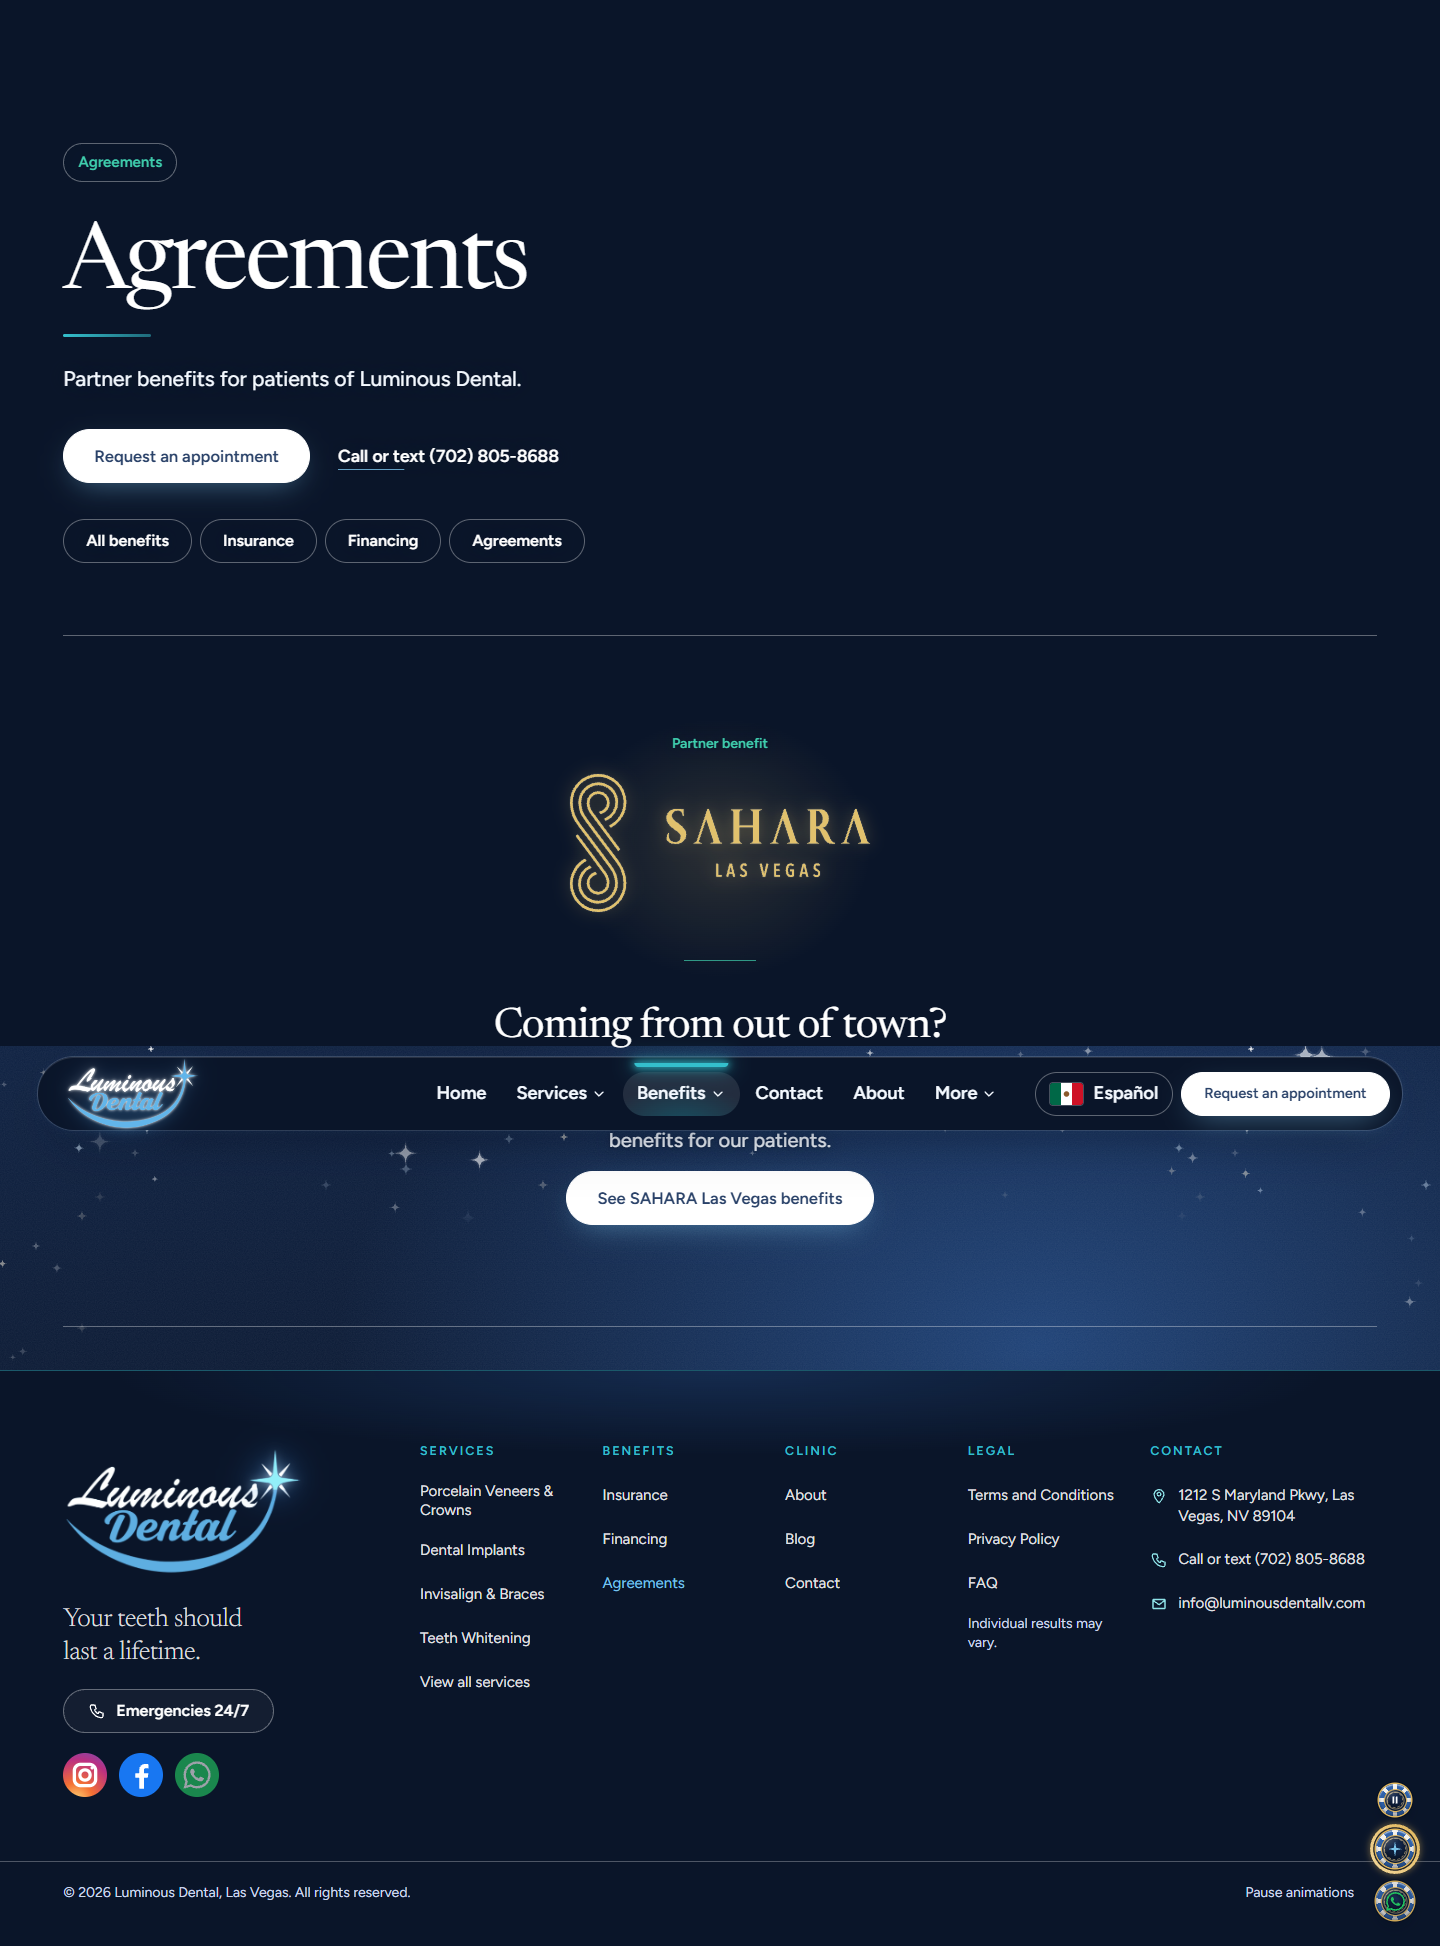 Agreements
Agreements
Partner benefits for patients of Luminous Dental.
Request an appointment
Call or text (702) 805-8688
All benefits
Insurance
Financing
Agreements
Partner benefit
SAHARA
LAS VEGAS
Coming from out of town?
Luminous
Dental
Home
Services
Benefits
Contact
About
More
Español
Request an appointment
benefits for our patients.
See SAHARA Las Vegas benefits
Luminous
Dental
Your teeth should
last a lifetime.
Emergencies 24/7
SERVICES
Porcelain Veneers &
Crowns
Dental Implants
Invisalign & Braces
Teeth Whitening
View all services
BENEFITS
Insurance
Financing
Agreements
CLINIC
About
Blog
Contact
LEGAL
Terms and Conditions
Privacy Policy
FAQ
Individual results may
vary.
CONTACT
1212 S Maryland Pkwy, Las
Vegas, NV 89104
Call or text (702) 805-8688
info@luminousdentallv.com
© 2026 Luminous Dental, Las Vegas. All rights reserved.
Pause animations